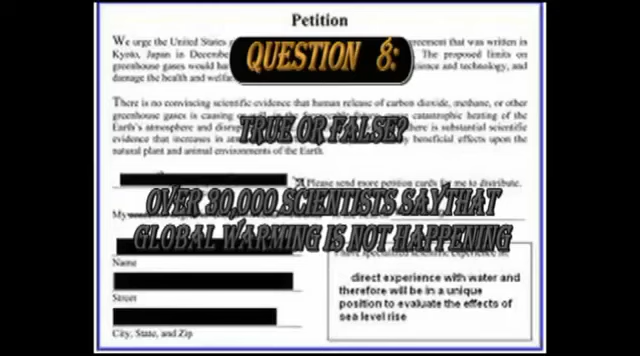 Petition
We urge the United States
QUESTION 8:
reement that was written in
Kyoto, Japan in December
The proposed limits on
greenhouse gases would har
ience and technology, and
damage the health and welfar
There is no convincing scientific evidence that human release of carbon dioxide, methane, or other
greenhouse gases is causing
catastrophic heating of the
Earth's atmosphere and disrup
TRUE OR FALSE?
there is substantial scientific
evidence that increases in atm
beneficial effects upon the
natural plant and animal environments of the Earth.
Please send more petition cards for me to distribute.
OVER 30,000 SCIENTISTS SAY THAT
My
GLOBAL WARMING IS NOT HAPPENING
Name
direct experience with water and
therefore will be in a unique
Street
position to evaluate the effects of
sea level rise
City, State, and Zip